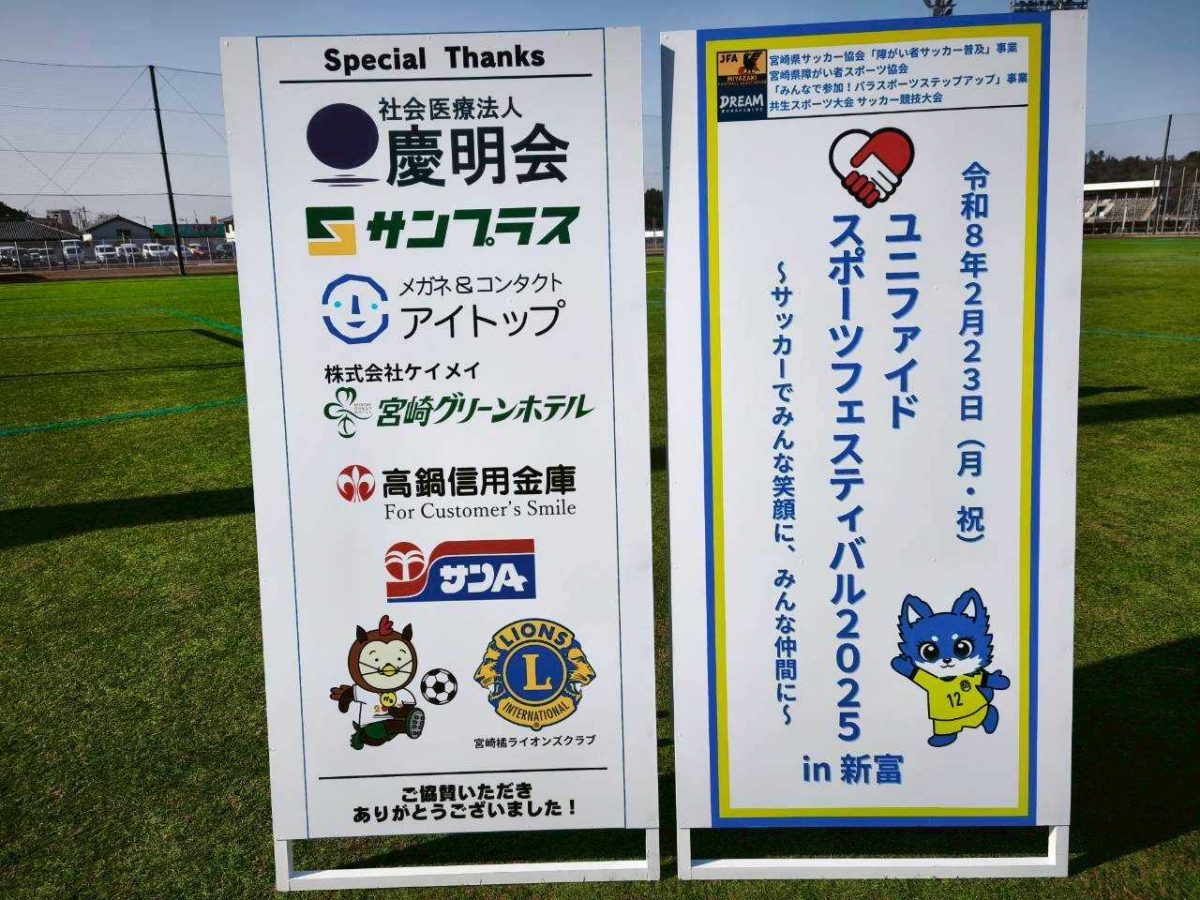 Special Thanks
社会医療法人
慶明会
サンプラス
メガネ&コンタクト
アイトップ
株式会社ケイメイ
宮崎グリーンホテル
高鍋信用金庫
For Customer's Smile
サンA
LIONS
L
INTERNATIONAL
宮崎橘ライオンズクラブ
ご協賛いただき
ありがとうございました!
JFA
MIYAZAKI
DREAM
宮崎県サッカー協会「障がい者サッカー普及」事業
宮崎県障がい者スポーツ協会
「みんなで参加!パラスポーツステップアップ」事業
共生スポーツ大会 サッカー競技大会
令和8年2月23日(月・祝)
ユニファイド
スポーツフェスティバル2025
~サッカーでみんな笑顔に、みんな仲間に~
in 新富
12